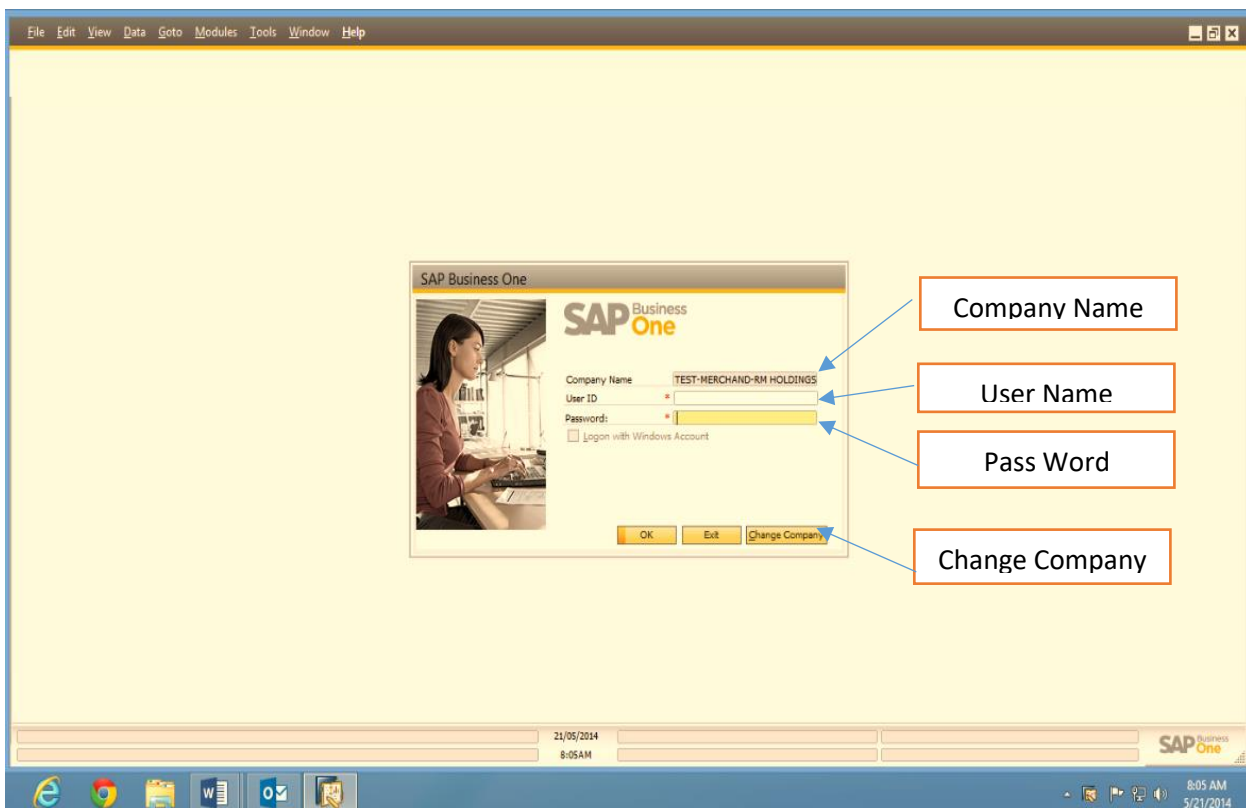 File Edit View Data Goto Modules Tools Window Help
SAP Business One
SAP Business One
Company Name TEST-MERCHAND-RM HOLDINGS
User ID *
Password: *
Logon with Windows Account
OK Exit Change Company
Company Name
User Name
Pass Word
Change Company
21/05/2014
8:05AM
SAP Business One
8:05 AM
5/21/2014